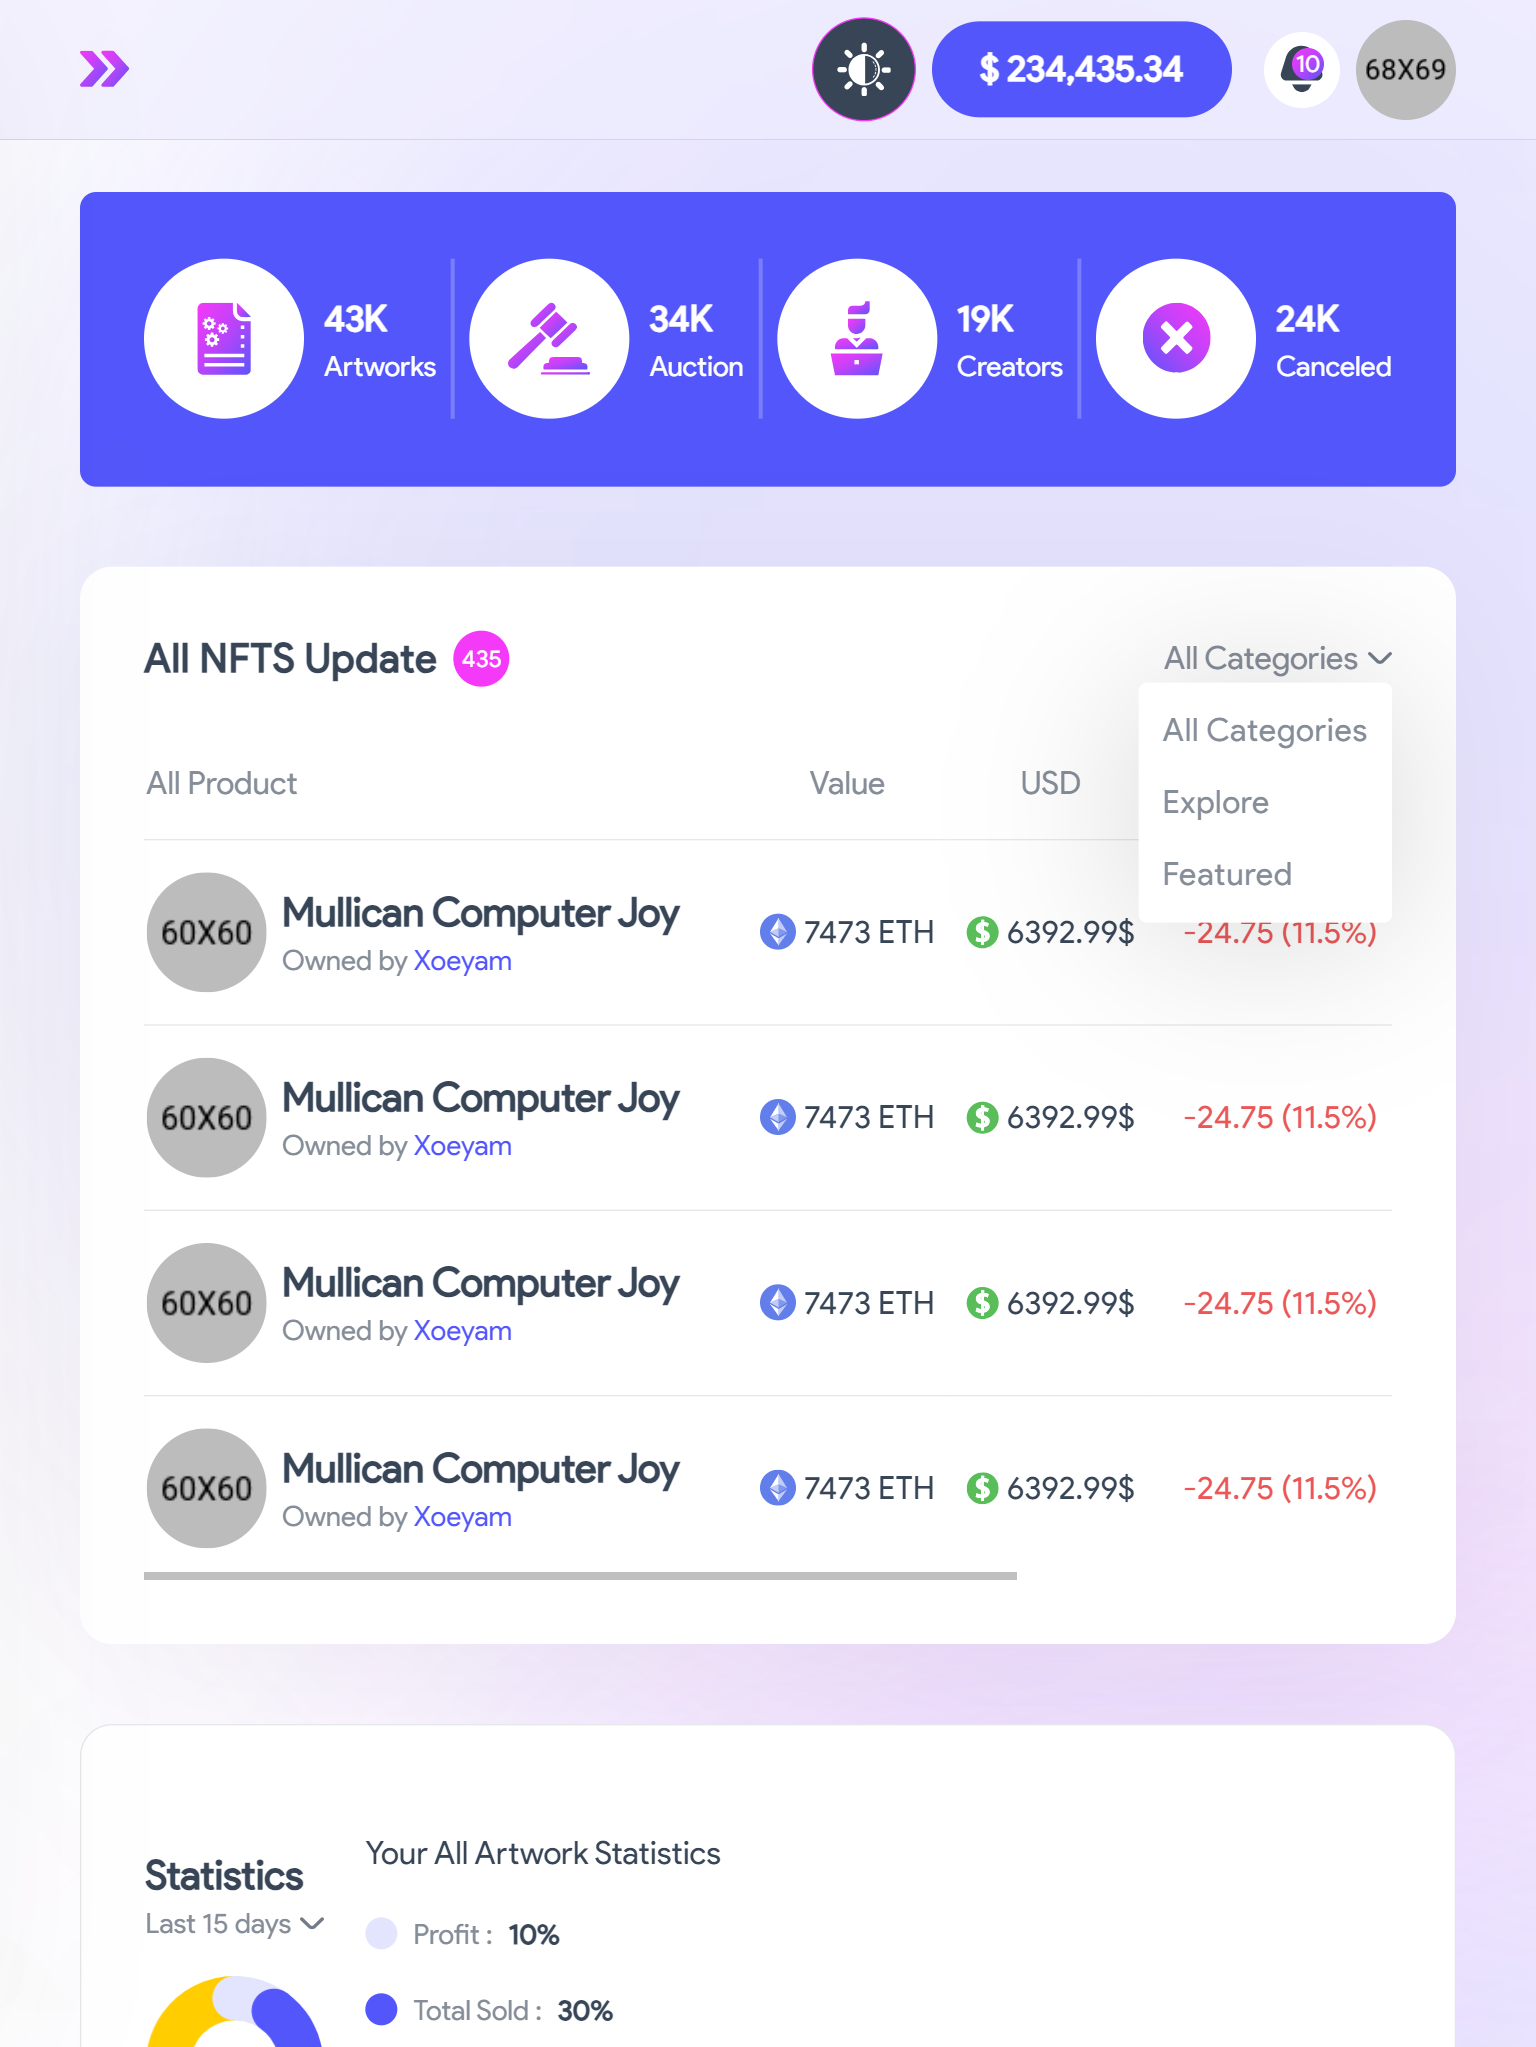 $ 234,435.34
10
68X69
43K
Artworks
34K
Auction
19K
Creators
24K
Canceled
All NFTS Update 435
All Categories
All Categories
Explore
Featured
All Product Value USD
60X60
Mullican Computer Joy
Owned by Xoeyam
7473 ETH 6392.99$ -24.75 (11.5%)
60X60
Mullican Computer Joy
Owned by Xoeyam
7473 ETH 6392.99$ -24.75 (11.5%)
60X60
Mullican Computer Joy
Owned by Xoeyam
7473 ETH 6392.99$ -24.75 (11.5%)
60X60
Mullican Computer Joy
Owned by Xoeyam
7473 ETH 6392.99$ -24.75 (11.5%)
Statistics
Last 15 days
Your All Artwork Statistics
Profit : 10%
Total Sold : 30%